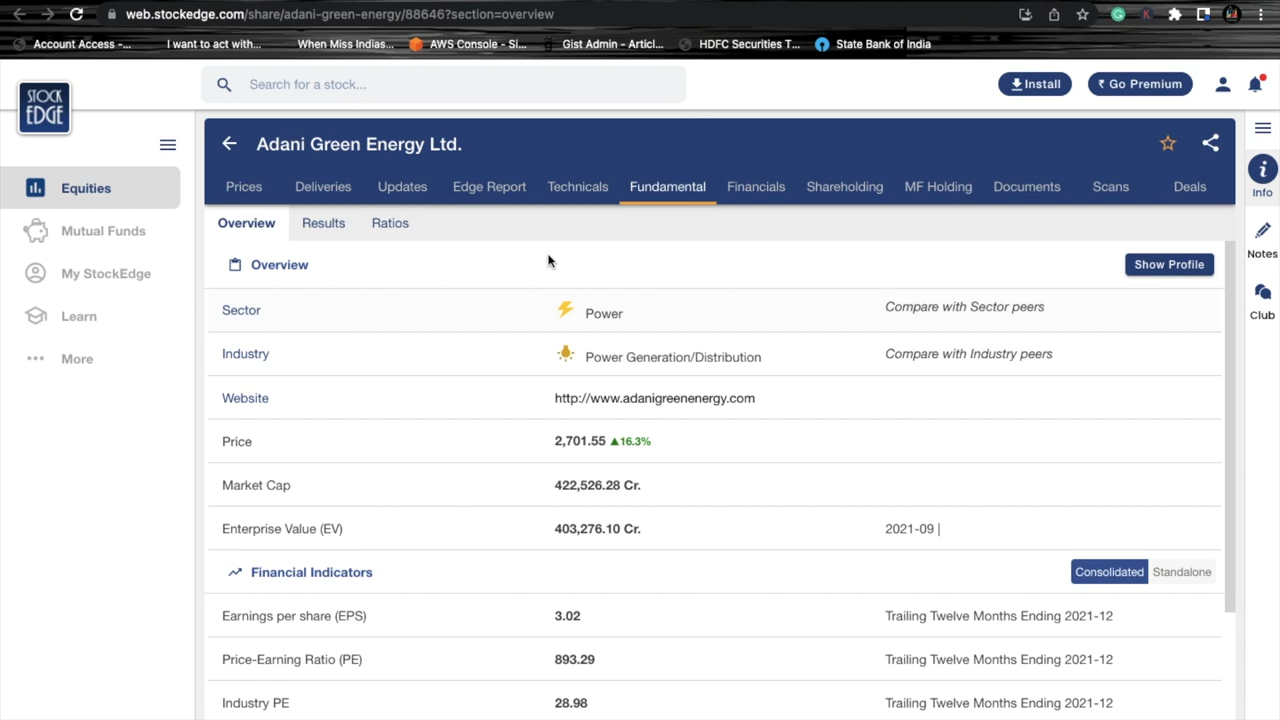 web.stockedge.com/share/adani-green-energy/88646?section=overview
Account Access -... I want to act with... When Miss Indias... AWS Console - Si... Gist Admin - Articl... HDFC Securities T... State Bank of India
STOCK EDGE
Search for a stock...
Install
₹ Go Premium
Equities
Mutual Funds
My StockEdge
Learn
More
Adani Green Energy Ltd.
Prices Deliveries Updates Edge Report Technicals Fundamental Financials Shareholding MF Holding Documents Scans Deals
Overview Results Ratios
Overview Show Profile
Sector Power Compare with Sector peers
Industry Power Generation/Distribution Compare with Industry peers
Website http://www.adanigreenenergy.com
Price 2,701.55 ▲16.3%
Market Cap 422,526.28 Cr.
Enterprise Value (EV) 403,276.10 Cr. 2021-09 |
Financial Indicators Consolidated Standalone
Earnings per share (EPS) 3.02 Trailing Twelve Months Ending 2021-12
Price-Earning Ratio (PE) 893.29 Trailing Twelve Months Ending 2021-12
Industry PE 28.98 Trailing Twelve Months Ending 2021-12
Info
Notes
Club